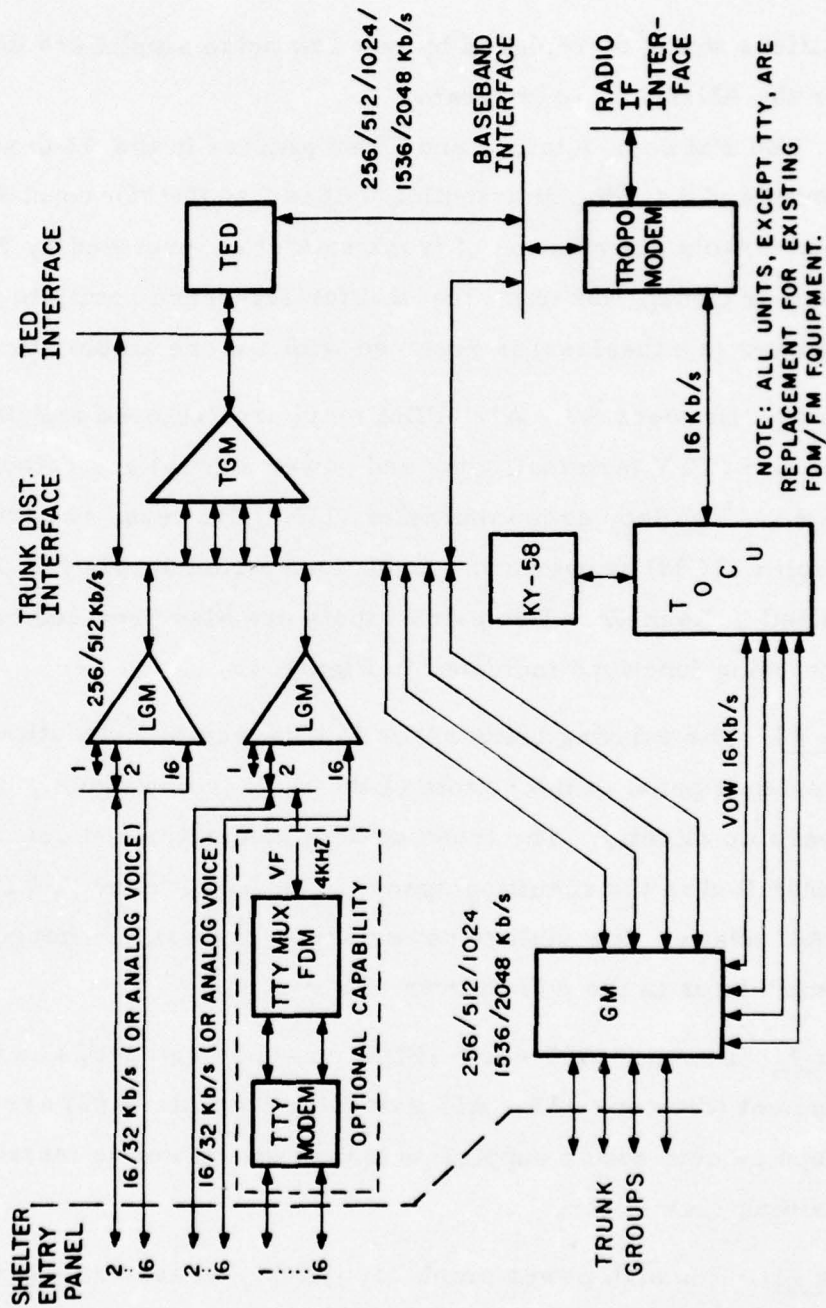 SHELTER
ENTRY
PANEL
2
16
2
16
1
16
16/32 Kb/s (OR ANALOG VOICE)
16/32 Kb/s (OR ANALOG VOICE)
TTY
MODEM
TTY MUX
FDM
VF
4KHZ
OPTIONAL CAPABILITY
1
2
16
LGM
1
2
16
LGM
256/512Kb/s
TRUNK DIST.
INTERFACE
TGM
TED
INTERFACE
TED
256/512/1024/
1536/2048 Kb/s
BASEBAND
INTERFACE
TROPO
MODEM
RADIO
IF INTER-
FACE
KY-58
T
O
C
U
16 Kb/s
VOW 16 Kb/s
256/512/1024
1536/2048 Kb/s
GM
TRUNK
GROUPS
NOTE: ALL UNITS, EXCEPT TTY, ARE
REPLACEMENT FOR EXISTING
FDM/FM EQUIPMENT.